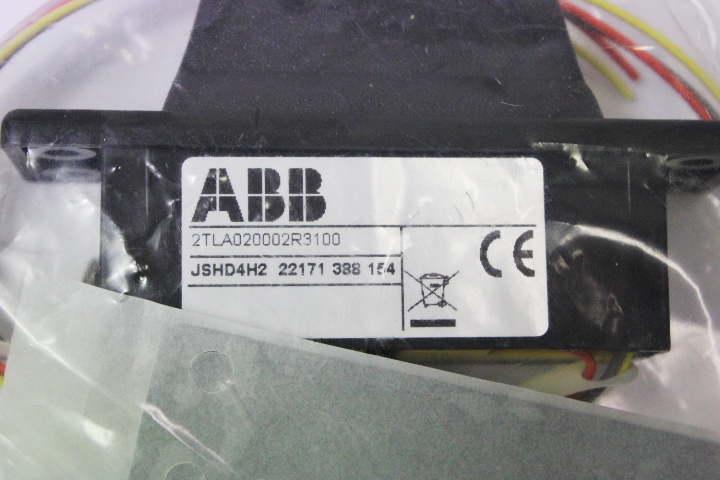 ABB
2TLA020002R3100
JSHD4H2 22171 388 154
CE